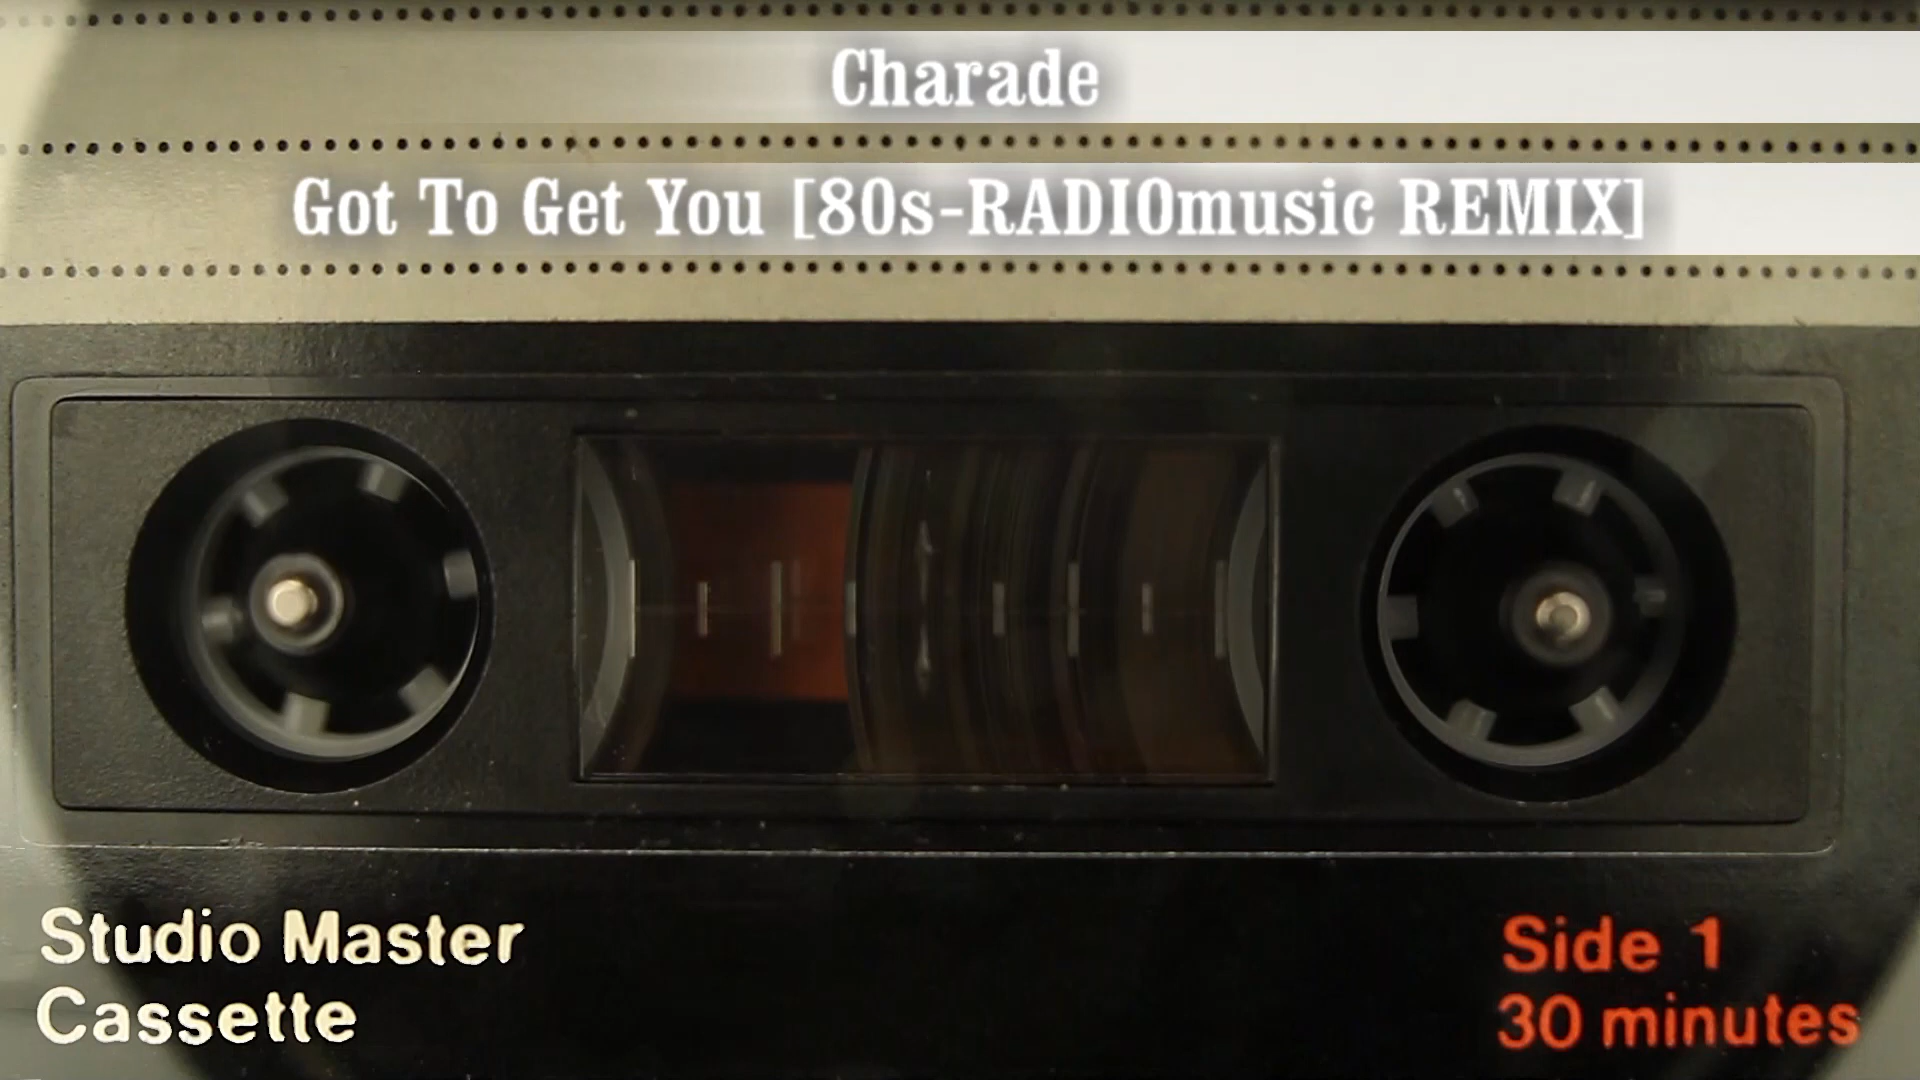 Charade
Got To Get You [80s-RADIOmusic REMIX]
Studio Master
Cassette
Side 1
30 minutes